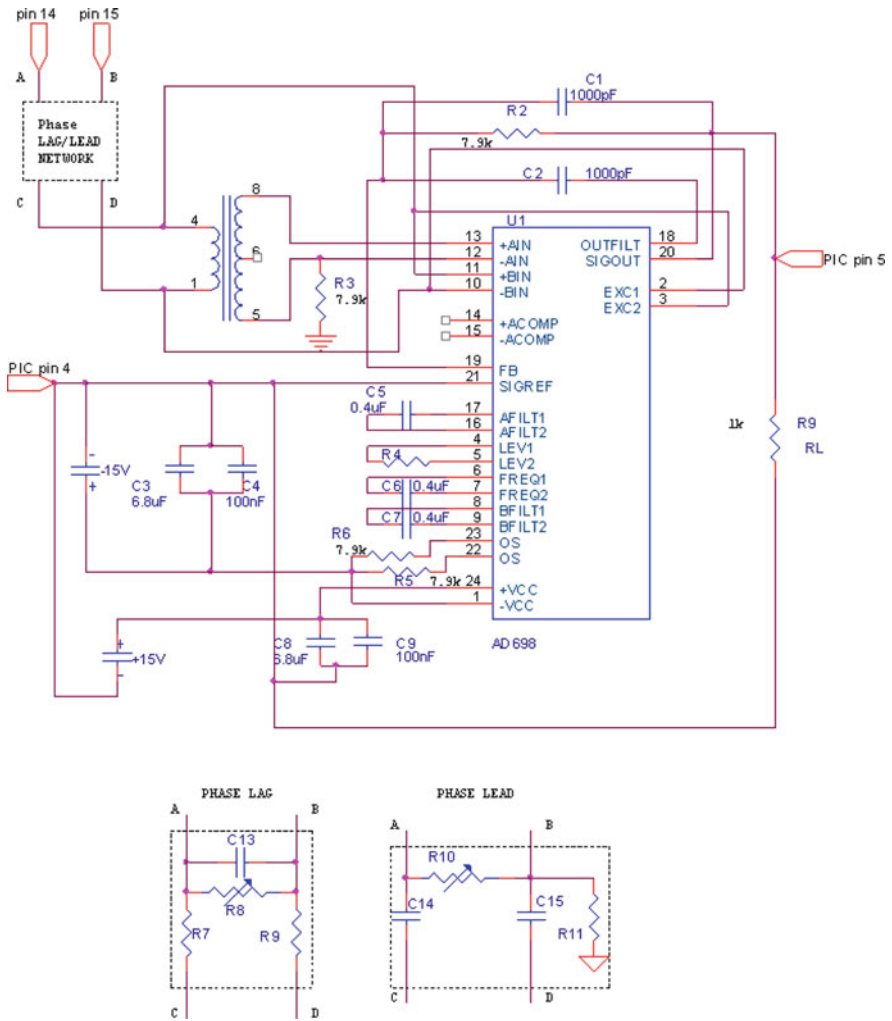 pin 14 pin 15
A B
Phase
LAG/LEAD
NETWORK
C D
4
1
8
6
5
C1
1000pF
R2
7.9k
C2 1000pF
U1
R3
7.9k
13 +AIN
12 -AIN
11 +BIN
10 -BIN
14 +ACOMP
15 -ACOMP
19 FB
21 SIGREF
17 AFILT1
16 AFILT2
4 LEV1
5 LEV2
6 FREQ1
7 FREQ2
8 BFILT1
9 BFILT2
23 OS
22 OS
24 +VCC
1 -VCC
OUTFILT 18
SIGOUT 20
EXC1 2
EXC2 3
AD698
PIC pin 5
PIC pin 4
C5
0.4uF
R4
C6 0.4uF
C7 0.4uF
R6
7.9k
R5 7.9k
1k R9
RL
-
-15V
+
C3
6.8uF
C4
100nF
+
+15V
-
C8
6.8uF
C9
100nF
PHASE LAG
A B
C13
R8
R7 R9
C D
PHASE LEAD
A B
R10
C14 C15
R11
C D